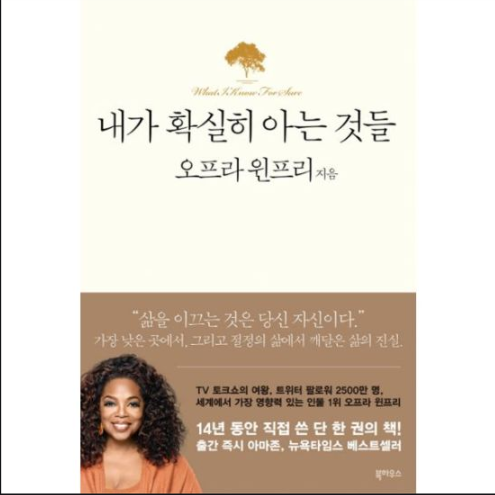 What I Know For Sure
내가 확실히 아는 것들
오프라 윈프리 지음
“삶을 이끄는 것은 당신 자신이다.”
가장 낮은 곳에서, 그리고 절정의 삶에서 깨달은 삶의 진실.
TV 토크쇼의 여왕, 트위터 팔로워 2500만 명,
세계에서 가장 영향력 있는 인물 1위 오프라 윈프리
14년 동안 직접 쓴 단 한 권의 책!
출간 즉시 아마존, 뉴욕타임스 베스트셀러
북하우스